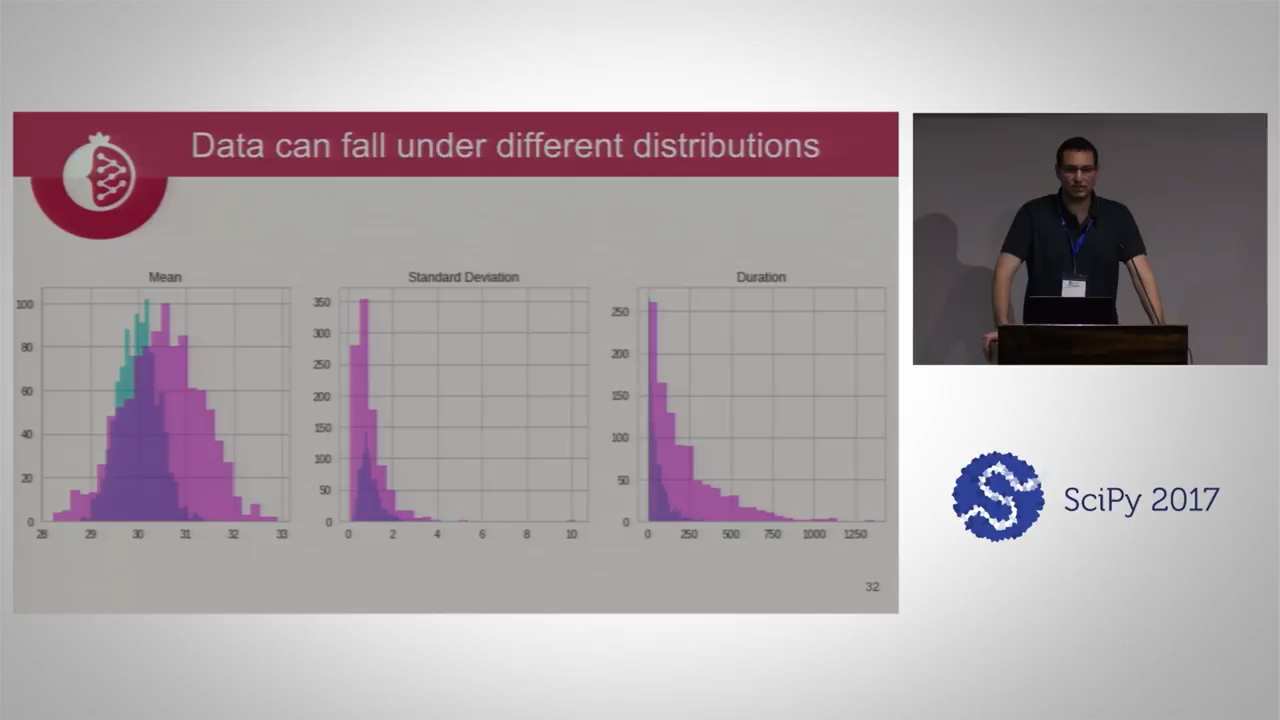 Data can fall under different distributions
Mean
100
80
60
40
20
0
28 29 30 31 32 33
Standard Deviation
350
300
250
200
150
100
50
0
0 2 4 6 8 10
Duration
250
200
150
100
50
0
0 250 500 750 1000 1250
32
SciPy 2017